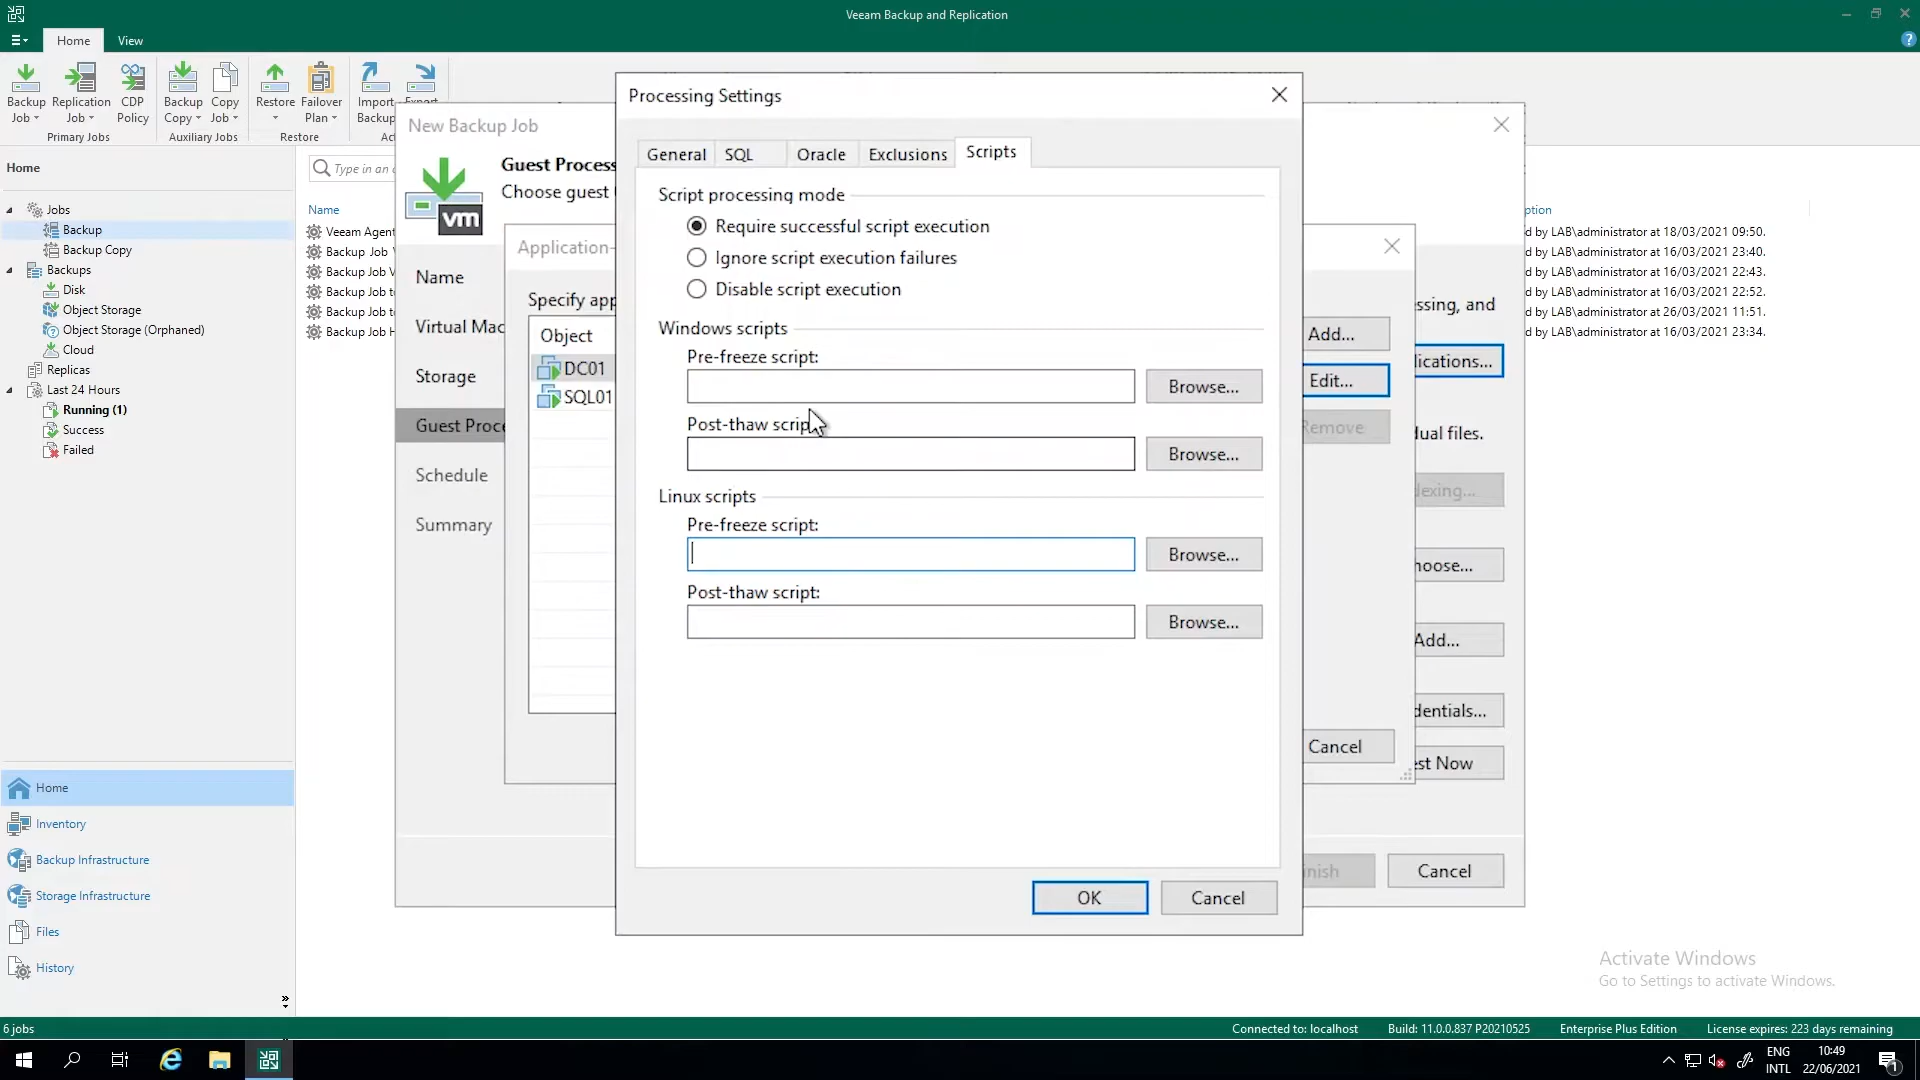 Veeam Backup and Replication
Home
View
Backup Job
Replication Job
CDP Policy
Primary Jobs
Backup Copy
Copy Job
Auxiliary Jobs
Restore
Failover Plan
Restore
Import Backup
Export
Home
Jobs
Backup
Backup Copy
Backups
Disk
Object Storage
Object Storage (Orphaned)
Cloud
Replicas
Last 24 Hours
Running (1)
Success
Failed
Home
Inventory
Backup Infrastructure
Storage Infrastructure
Files
History
Type in an
Name
Veeam Agent
Backup Job
Backup Job V
Backup Job to
Backup Job to
Backup Job H
ption
d by LAB\administrator at 18/03/2021 09:50.
d by LAB\administrator at 16/03/2021 23:40.
d by LAB\administrator at 16/03/2021 22:43.
d by LAB\administrator at 16/03/2021 22:52.
d by LAB\administrator at 26/03/2021 11:51.
d by LAB\administrator at 16/03/2021 23:34.
New Backup Job
vm
Guest Process
Choose guest
Name
Virtual Mac
Storage
Guest Proce
Schedule
Summary
ssing, and
lications...
dual files.
dexing...
hoose...
Add...
dentials...
est Now
inish
Cancel
Application-
Specify app
Object
DC01
SQL01
Add...
Edit...
Remove
Cancel
Processing Settings
General
SQL
Oracle
Exclusions
Scripts
Script processing mode
Require successful script execution
Ignore script execution failures
Disable script execution
Windows scripts
Pre-freeze script:
Browse...
Post-thaw script
Browse...
Linux scripts
Pre-freeze script:
Browse...
Post-thaw script:
Browse...
OK
Cancel
Activate Windows
Go to Settings to activate Windows.
6 jobs
Connected to: localhost
Build: 11.0.0.837 P20210525
Enterprise Plus Edition
License expires: 223 days remaining
ENG
INTL
10:49
22/06/2021
1